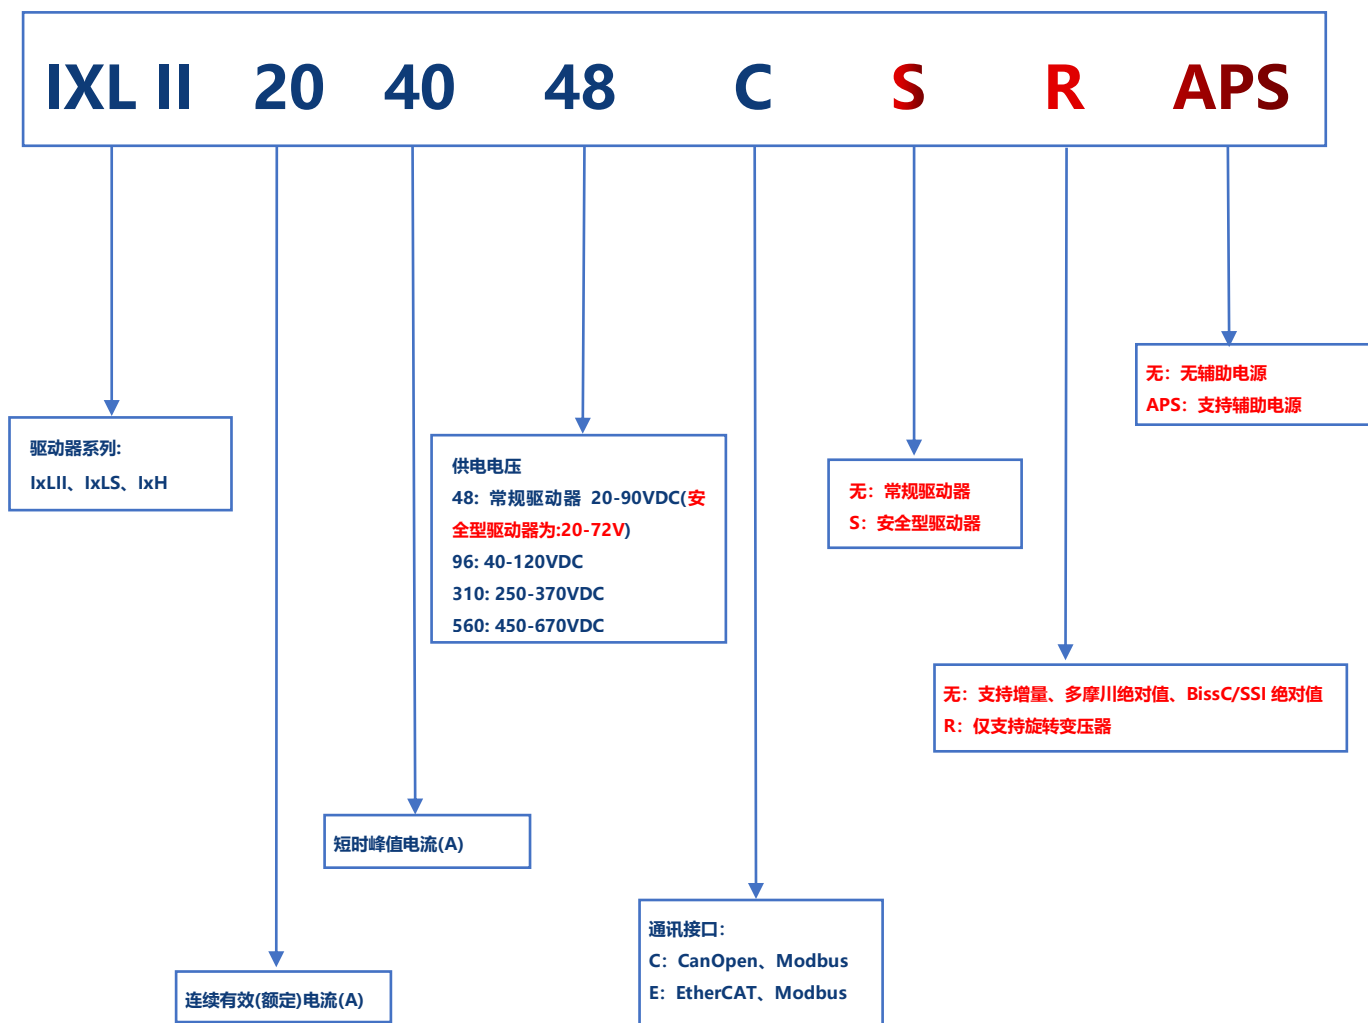 IXL II 20 40 48 C S R APS
无：无辅助电源
APS：支持辅助电源
驱动器系列:
IxLII、IxLS、IxH
供电电压
48: 常规驱动器 20-90VDC(安
全型驱动器为:20-72V)
96: 40-120VDC
310: 250-370VDC
560: 450-670VDC
无：常规驱动器
S：安全型驱动器
无：支持增量、多摩川绝对值、BissC/SSI 绝对值
R：仅支持旋转变压器
短时峰值电流(A)
通讯接口：
C：CanOpen、Modbus
E：EtherCAT、Modbus
连续有效(额定)电流(A)